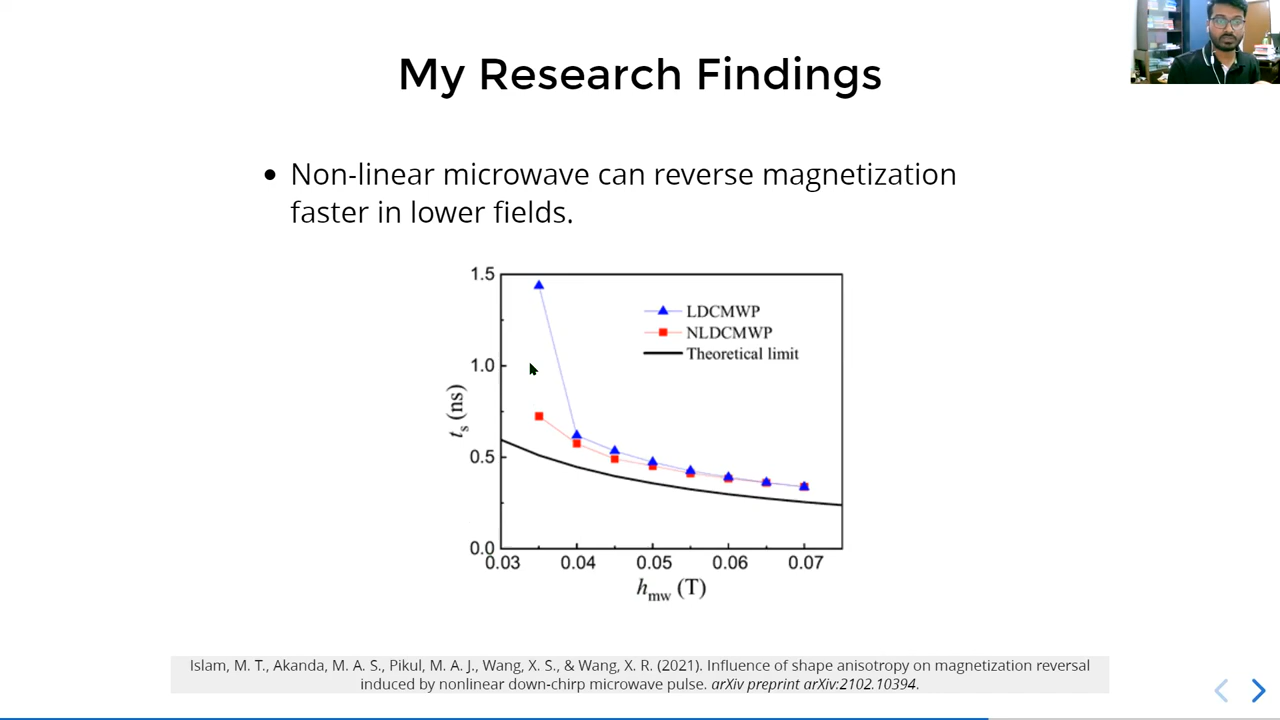 My Research Findings
• Non-linear microwave can reverse magnetization
faster in lower fields.
1.5
1.0
0.5
0.0
t_s (ns)
LDCMWP
NLDCMWP
Theoretical limit
0.03 0.04 0.05 0.06 0.07
h_mw (T)
Islam, M. T., Akanda, M. A. S., Pikul, M. A. J., Wang, X. S., & Wang, X. R. (2021). Influence of shape anisotropy on magnetization reversal
induced by nonlinear down-chirp microwave pulse. arXiv preprint arXiv:2102.10394.